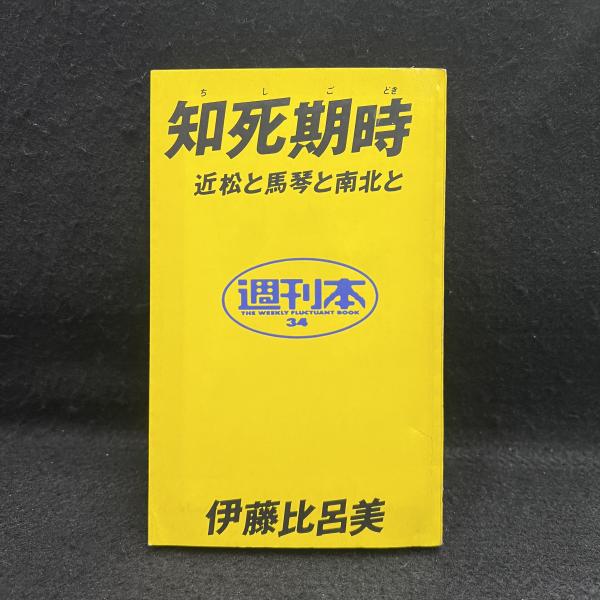 ちしごどき
知死期時
近松と馬琴と南北と
週刊本
THE WEEKLY FLUCTUANT BOOK
34
伊藤比呂美